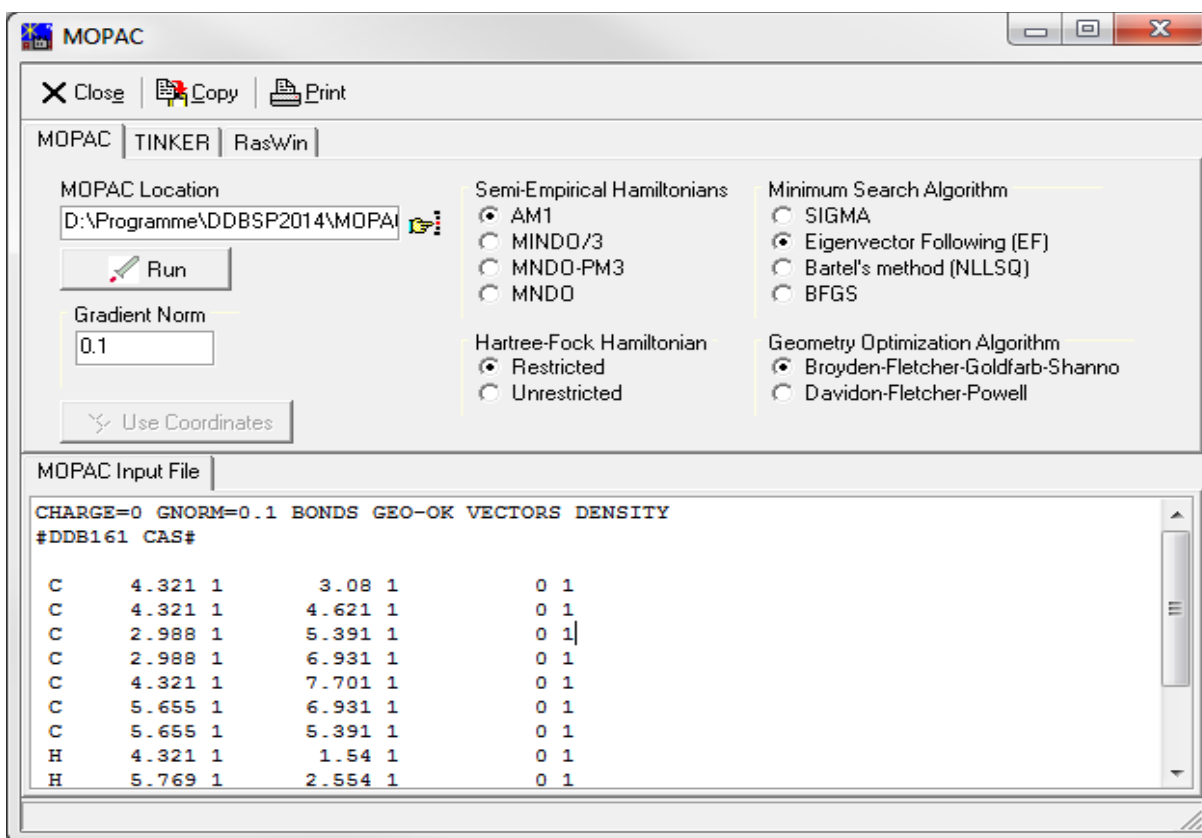 MOPAC
Close Copy Print
MOPAC TINKER RasWin
MOPAC Location
D:\Programme\DDBSP2014\MOPA
Run
Gradient Norm
0.1
Use Coordinates
Semi-Empirical Hamiltonians
AM1
MINDO/3
MNDO-PM3
MNDO
Hartree-Fock Hamiltonian
Restricted
Unrestricted
Minimum Search Algorithm
SIGMA
Eigenvector Following (EF)
Bartel's method (NLLSQ)
BFGS
Geometry Optimization Algorithm
Broyden-Fletcher-Goldfarb-Shanno
Davidon-Fletcher-Powell
MOPAC Input File
CHARGE=0 GNORM=0.1 BONDS GEO-OK VECTORS DENSITY
#DDB161 CAS#
C 4.321 1 3.08 1 0 1
C 4.321 1 4.621 1 0 1
C 2.988 1 5.391 1 0 1
C 2.988 1 6.931 1 0 1
C 4.321 1 7.701 1 0 1
C 5.655 1 6.931 1 0 1
C 5.655 1 5.391 1 0 1
H 4.321 1 1.54 1 0 1
H 5.769 1 2.554 1 0 1